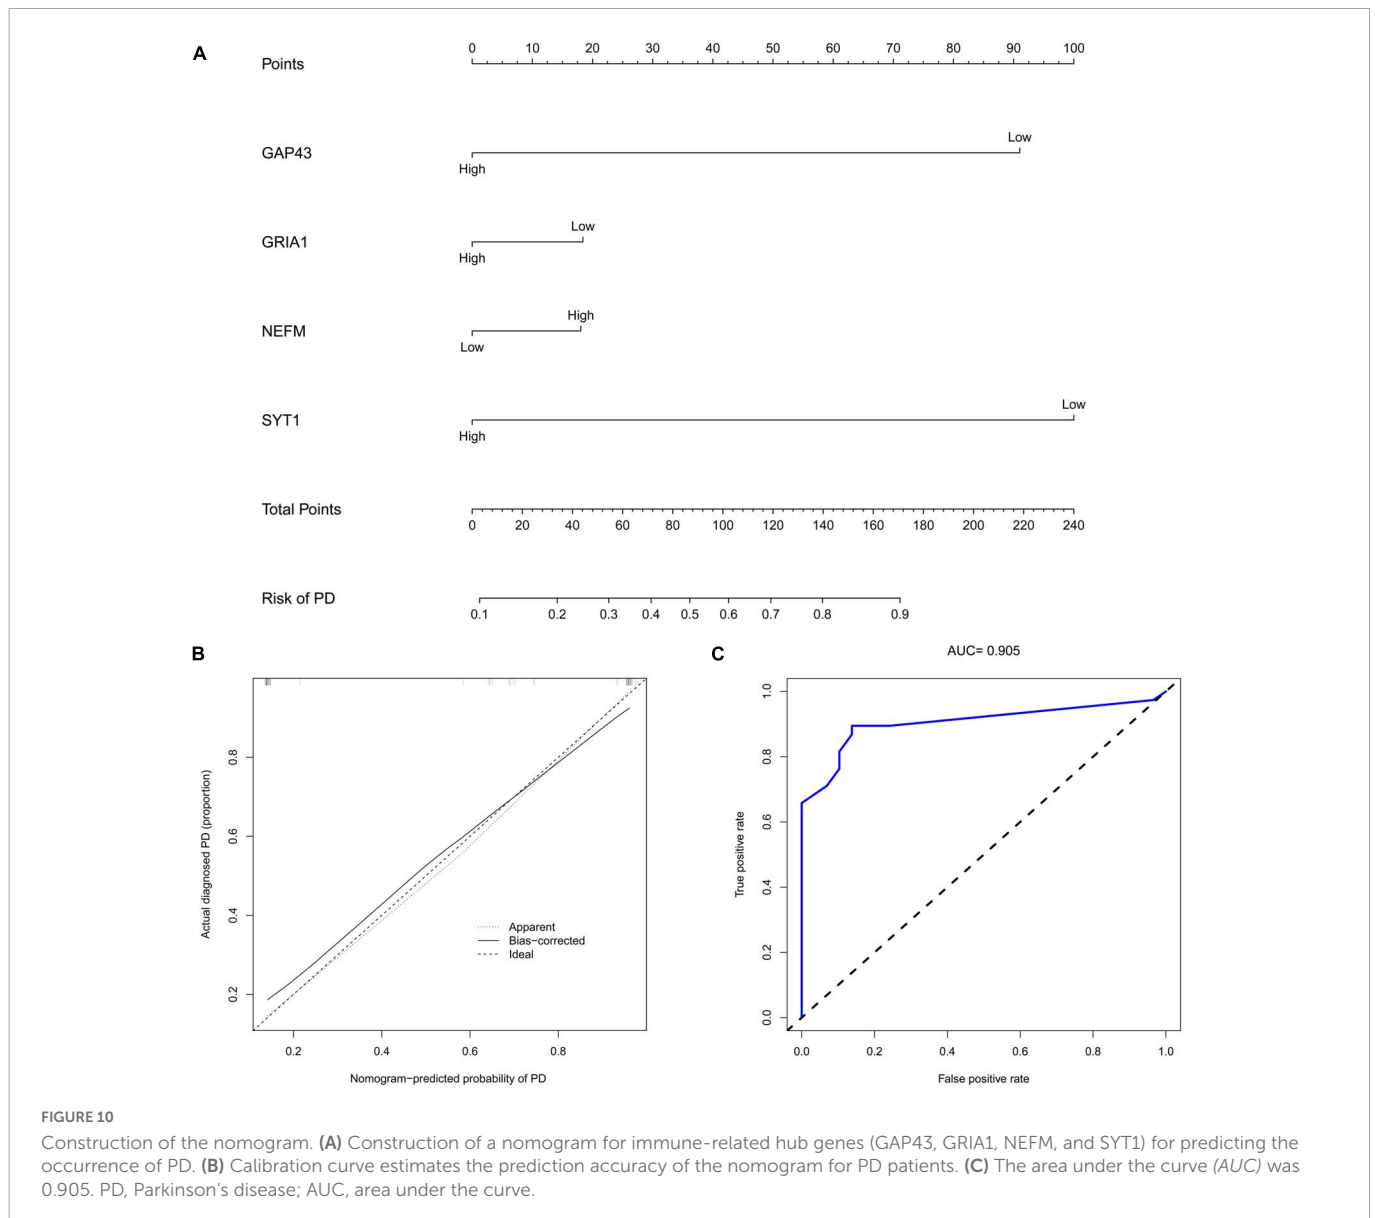 A
Points
0 10 20 30 40 50 60 70 80 90 100
GAP43
Low
High
GRIA1
Low
High
NEFM
High
Low
SYT1
Low
High
Total Points
0 20 40 60 80 100 120 140 160 180 200 220 240
Risk of PD
0.1 0.2 0.3 0.4 0.5 0.6 0.7 0.8 0.9
B
Actual diagnosed PD (proportion)
0.8
0.6
0.4
0.2
Apparent
Bias-corrected
Ideal
0.2 0.4 0.6 0.8
Nomogram-predicted probability of PD
C
AUC= 0.905
True positive rate
1.0
0.8
0.6
0.4
0.2
0.0
0.0 0.2 0.4 0.6 0.8 1.0
False positive rate
FIGURE 10
Construction of the nomogram. (A) Construction of a nomogram for immune-related hub genes (GAP43, GRIA1, NEFM, and SYT1) for predicting the
occurrence of PD. (B) Calibration curve estimates the prediction accuracy of the nomogram for PD patients. (C) The area under the curve (AUC) was
0.905. PD, Parkinson's disease; AUC, area under the curve.